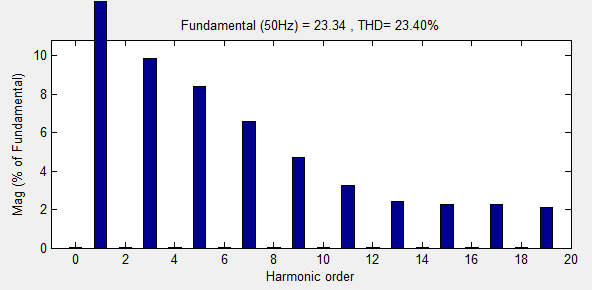 Fundamental (50Hz) = 23.34 , THD= 23.40%
10
8
6
4
2
0
Mag (% of Fundamental)
0 2 4 6 8 10 12 14 16 18 20
Harmonic order